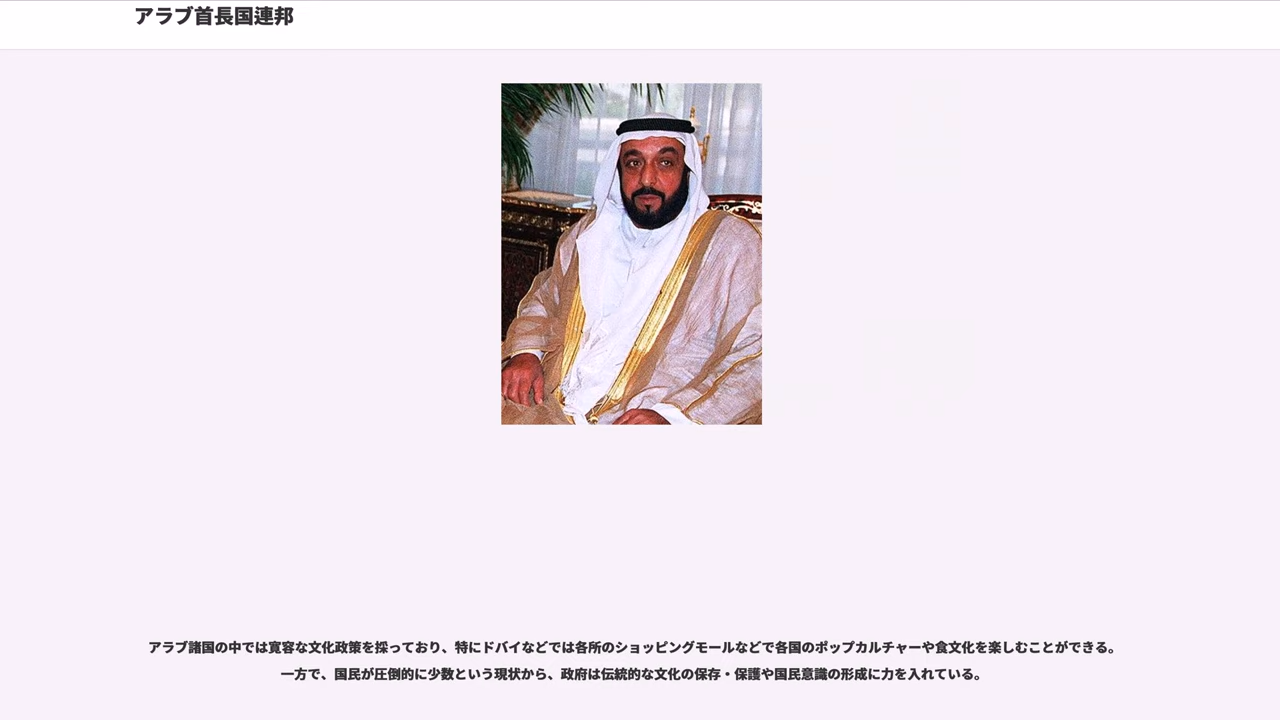 アラブ首長国連邦
アラブ諸国の中では寛容な文化政策を採っており、特にドバイなどでは各所のショッピングモールなどで各国のポップカルチャーや食文化を楽しむことができる。
一方で、国民が圧倒的に少数という現状から、政府は伝統的な文化の保存・保護や国民意識の形成に力を入れている。